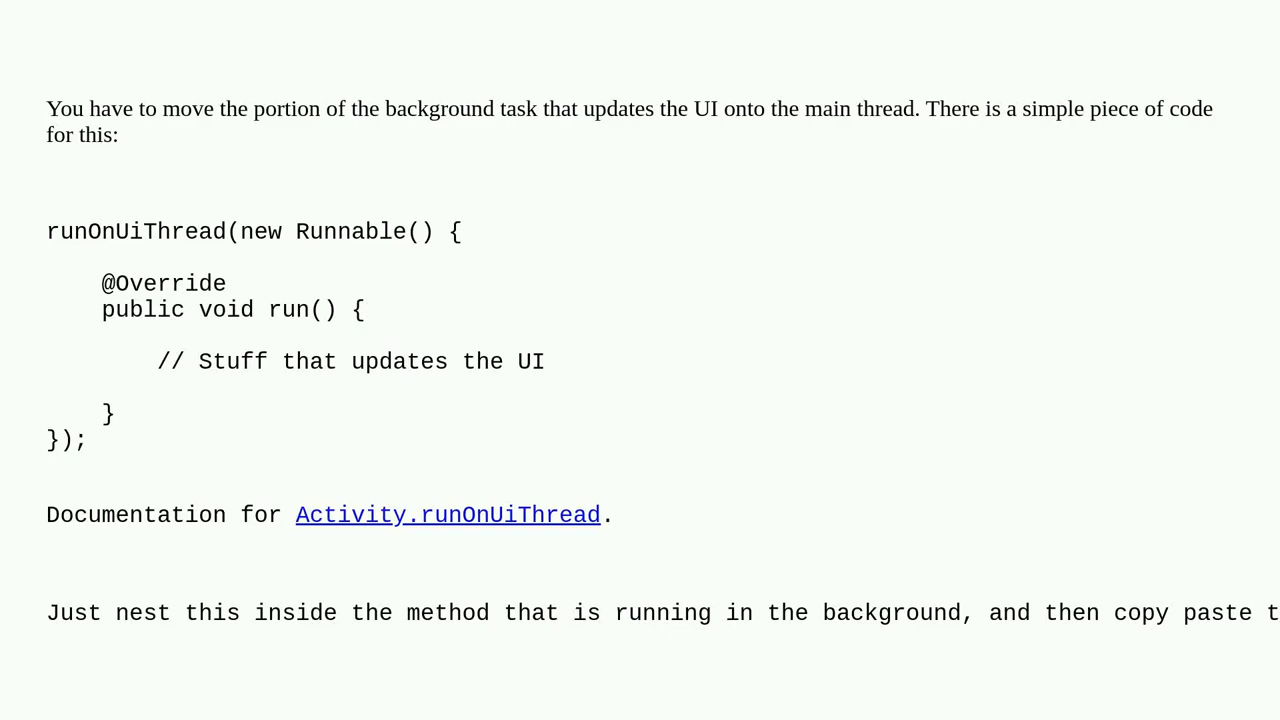 You have to move the portion of the background task that updates the UI onto the main thread. There is a simple piece of code
for this:
runOnUiThread(new Runnable() {
    @Override
    public void run() {
        // Stuff that updates the UI
    }
});
Documentation for Activity.runOnUiThread.
Just nest this inside the method that is running in the background, and then copy paste